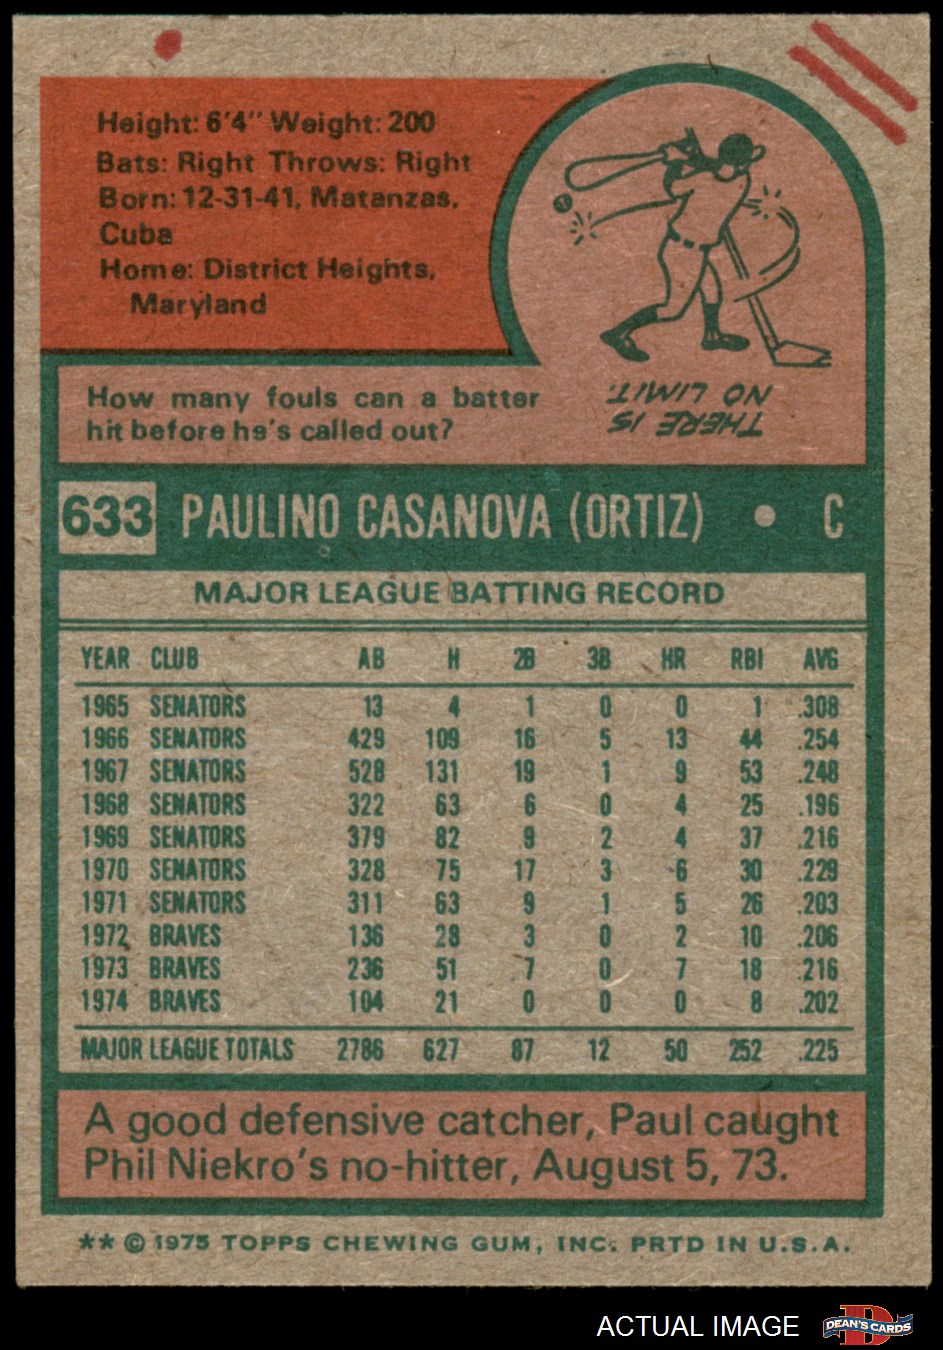 Height: 6'4" Weight: 200
Bats: Right Throws: Right
Born: 12-31-41, Matanzas,
Cuba
Home: District Heights,
Maryland
How many fouls can a batter
hit before he's called out?
THERE IS
NO LIMIT.
633 PAULINO CASANOVA (ORTIZ) • C
MAJOR LEAGUE BATTING RECORD
YEAR CLUB AB H 2B 3B HR RBI AVG
1965 SENATORS 13 4 1 0 0 1 .308
1966 SENATORS 429 109 16 5 13 44 .254
1967 SENATORS 528 131 19 1 9 53 .248
1968 SENATORS 322 63 6 0 4 25 .196
1969 SENATORS 379 82 9 2 4 37 .216
1970 SENATORS 328 75 17 3 6 30 .229
1971 SENATORS 311 63 9 1 5 26 .203
1972 BRAVES 136 28 3 0 2 10 .206
1973 BRAVES 236 51 7 0 7 18 .216
1974 BRAVES 104 21 0 0 0 8 .202
MAJOR LEAGUE TOTALS 2786 627 87 12 50 252 .225
A good defensive catcher, Paul caught
Phil Niekro's no-hitter, August 5, 73.
** © 1975 TOPPS CHEWING GUM, INC. PRTD IN U.S.A.
ACTUAL IMAGE DEAN'S CARDS